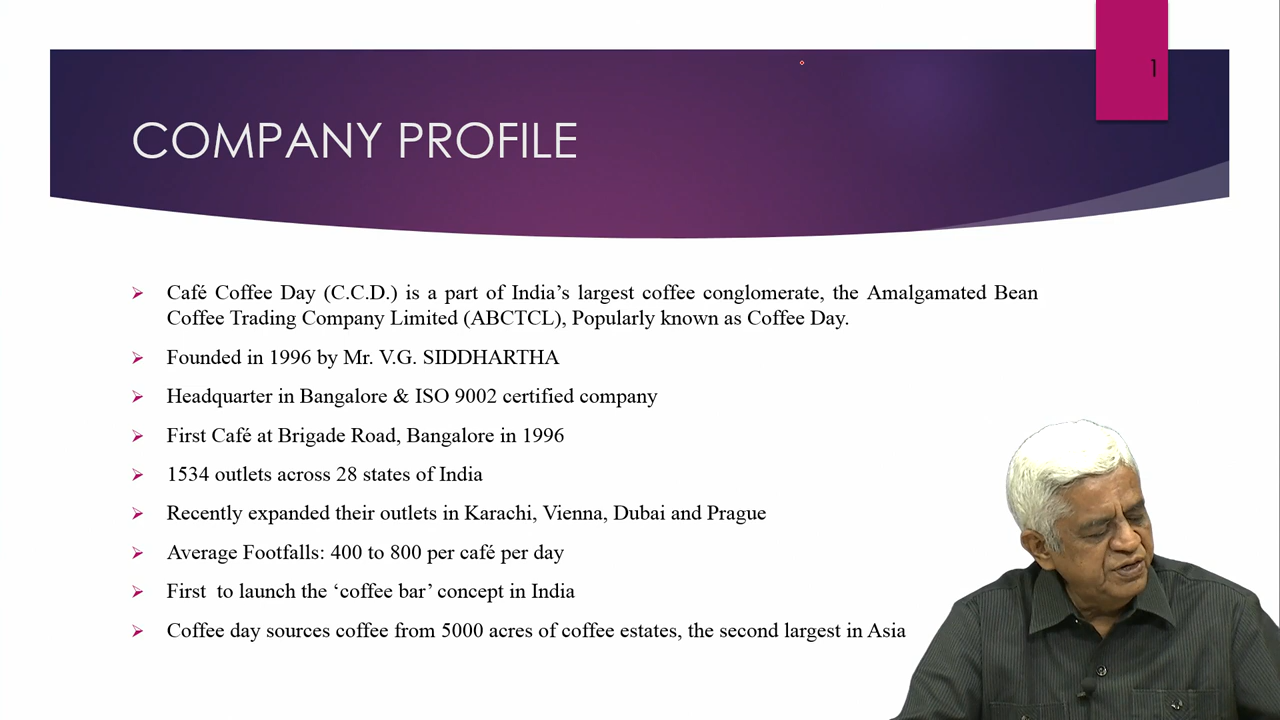 1
COMPANY PROFILE
Café Coffee Day (C.C.D.) is a part of India’s largest coffee conglomerate, the Amalgamated Bean
Coffee Trading Company Limited (ABCTCL), Popularly known as Coffee Day.
Founded in 1996 by Mr. V.G. SIDDHARTHA
Headquarter in Bangalore & ISO 9002 certified company
First Café at Brigade Road, Bangalore in 1996
1534 outlets across 28 states of India
Recently expanded their outlets in Karachi, Vienna, Dubai and Prague
Average Footfalls: 400 to 800 per café per day
First  to launch the ‘coffee bar’ concept in India
Coffee day sources coffee from 5000 acres of coffee estates, the second largest in Asia